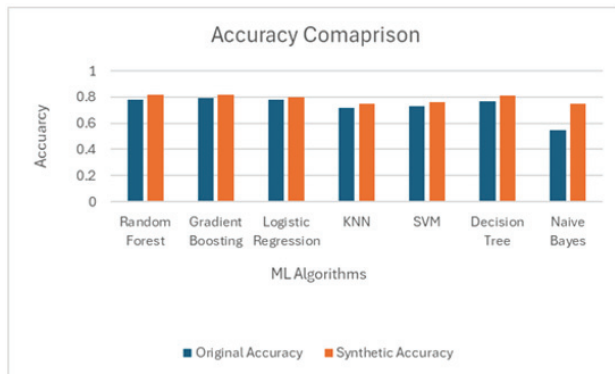 Accuracy Comaprison
1
0.8
0.6
0.4
0.2
0
Accuarcy
Random Forest
Gradient Boosting
Logistic Regression
KNN
SVM
Decision Tree
Naive Bayes
ML Algorithms
Original Accuracy
Synthetic Accuracy